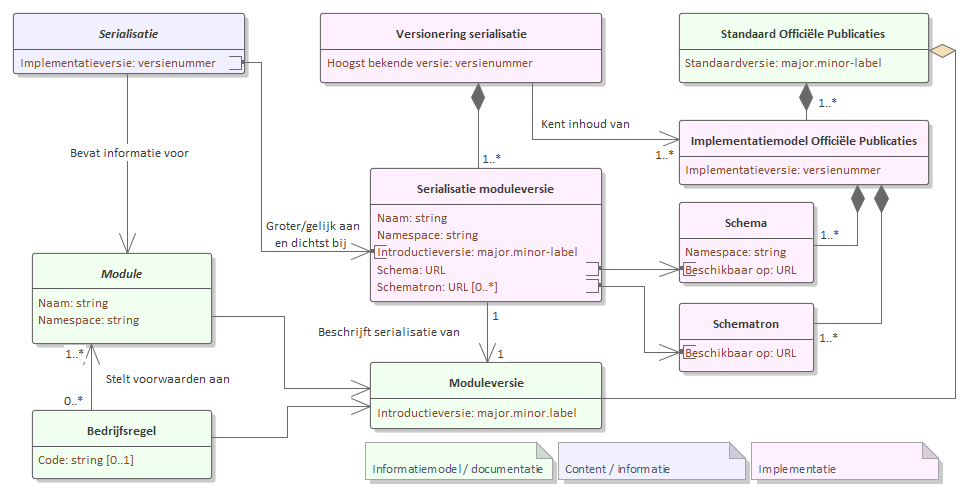 Serialisatie
Implementatieversie: versienummer
Versionering serialisatie
Hoogst bekende versie: versienummer
Standaard Officiële Publicaties
Standaardversie: major.minor-label
1..*
Kent inhoud van
1..*
Implementatiemodel Officiële Publicaties
Implementatieversie: versienummer
Bevat informatie voor
1..*
Serialisatie moduleversie
Naam: string
Namespace: string
Introductieversie: major.minor-label
Schema: URL
Schematron: URL [0..*]
Groter/gelijk aan
en dichtst bij
Schema
Namespace: string
Beschikbaar op: URL
1..*
Module
Naam: string
Namespace: string
Schematron
Beschikbaar op: URL
1..*
Beschrijft serialisatie van
1
1
1..*
Stelt voorwaarden aan
0..*
Moduleversie
Introductieversie: major.minor.label
Bedrijfsregel
Code: string [0..1]
Informatiemodel / documentatie
Content / informatie
Implementatie